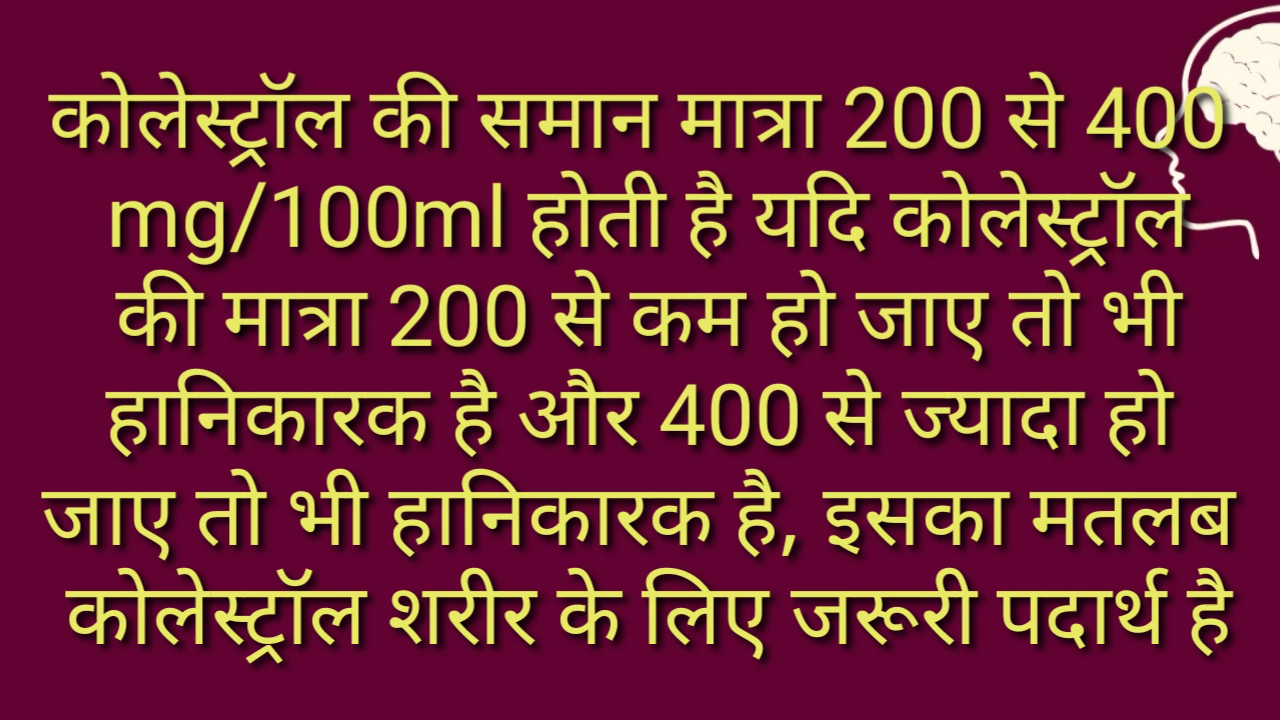 कोलेस्ट्रॉल की समान मात्रा 200 से 400
mg/100ml होती है यदि कोलेस्ट्रॉल
की मात्रा 200 से कम हो जाए तो भी
हानिकारक है और 400 से ज्यादा हो
जाए तो भी हानिकारक है, इसका मतलब
कोलेस्ट्रॉल शरीर के लिए जरूरी पदार्थ है